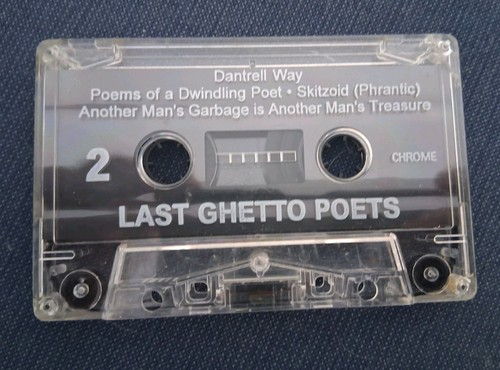 Dantrell Way
Poems of a Dwindling Poet • Skitzoid (Phrantic)
Another Man's Garbage is Another Man's Treasure
2
CHROME
LAST GHETTO POETS